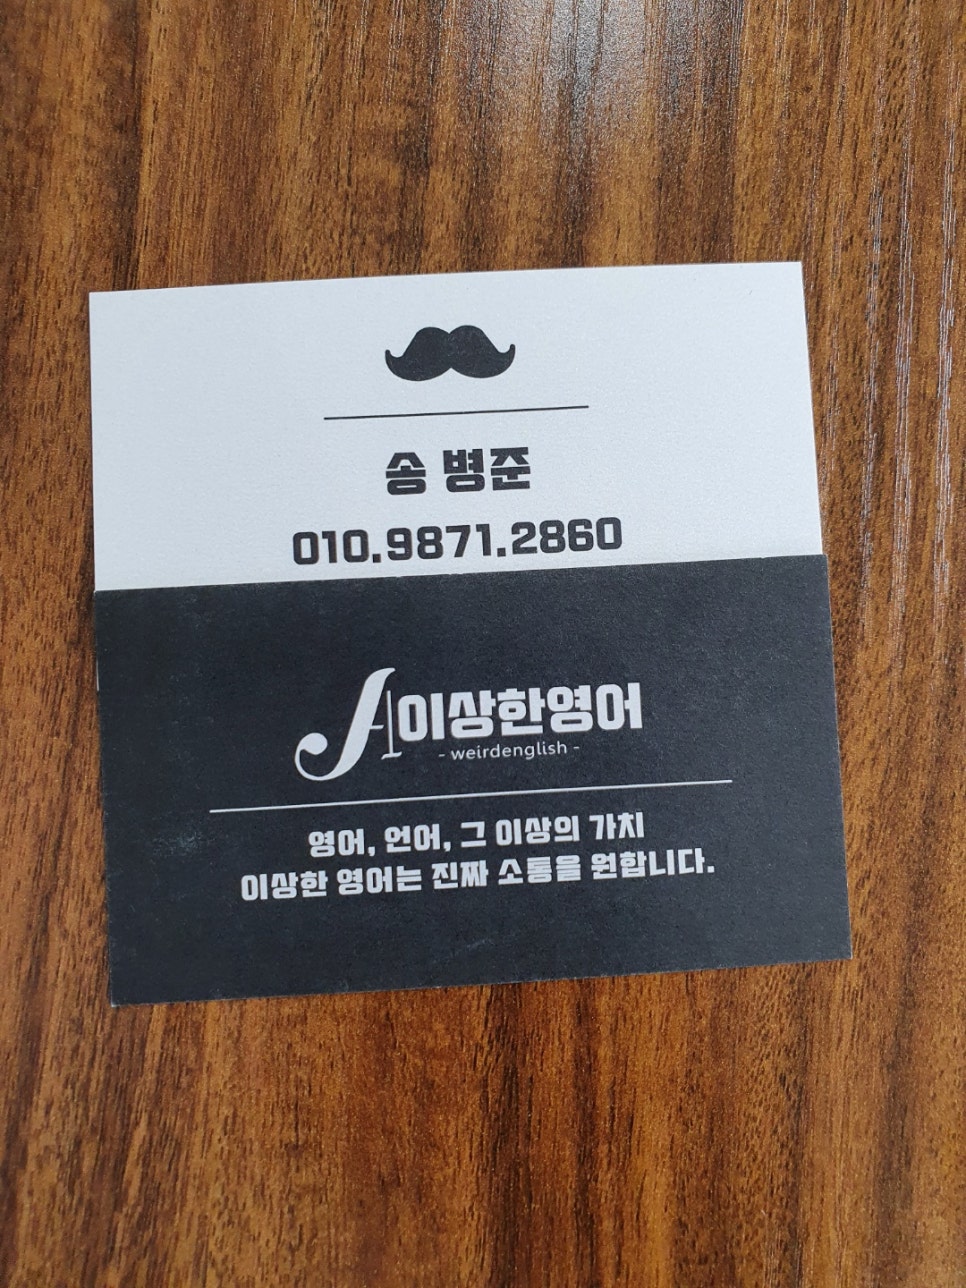 송 병준
010.9871.2860
A이상한영어
- weirdenglish -
영어, 언어, 그 이상의 가치
이상한 영어는 진짜 소통을 원합니다.